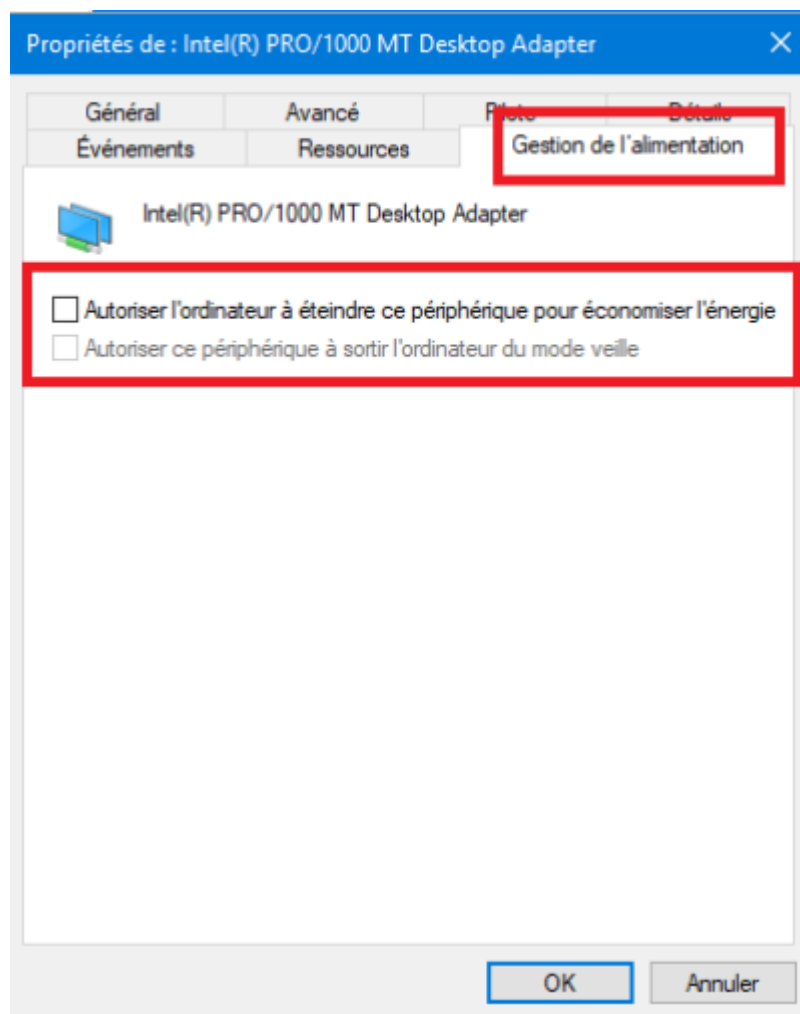 Propriétés de : Intel(R) PRO/1000 MT Desktop Adapter
Général Avancé Pilote Détails
Événements Ressources Gestion de l'alimentation
Intel(R) PRO/1000 MT Desktop Adapter
Autoriser l'ordinateur à éteindre ce périphérique pour économiser l'énergie
Autoriser ce périphérique à sortir l'ordinateur du mode veille
OK Annuler